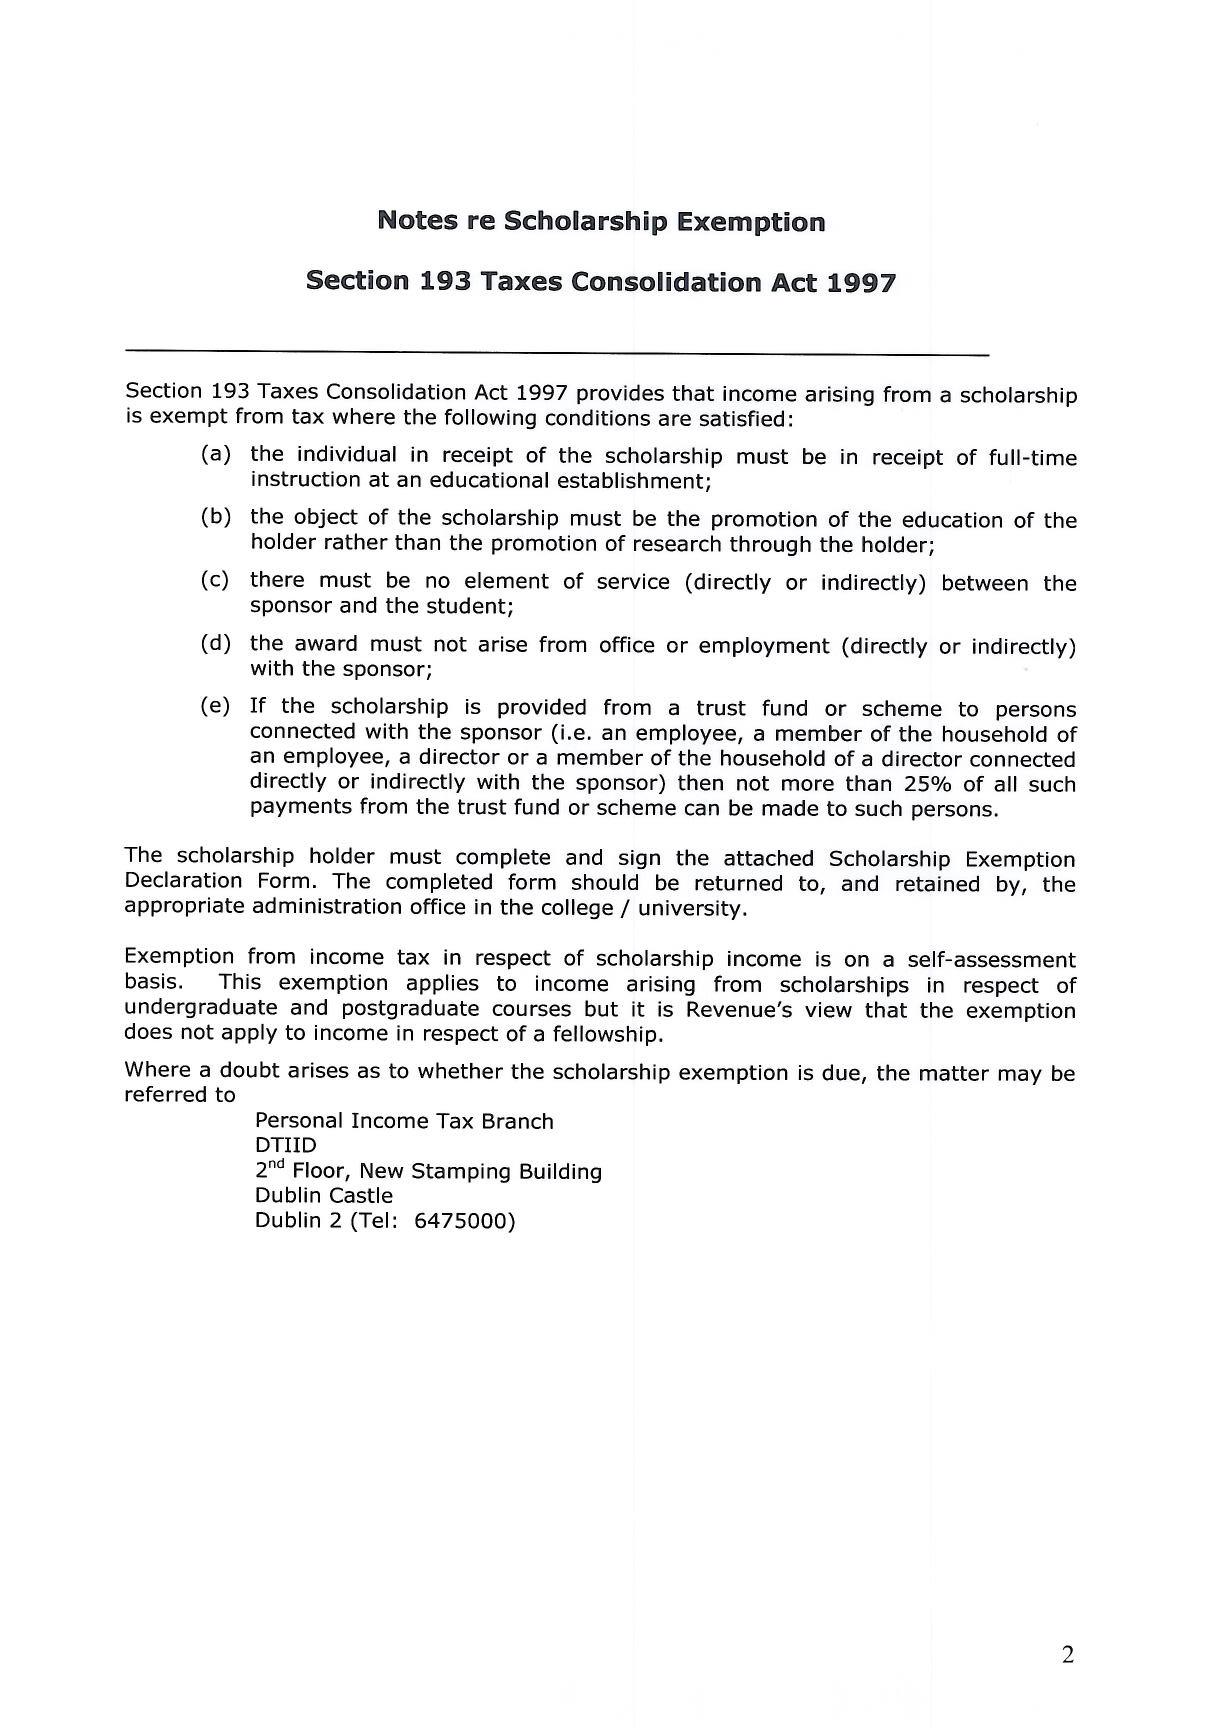 Notes re Scholarship Exemption
Section 193 Taxes Consolidation Act 1997
Section 193 Taxes Consolidation Act 1997 provides that income arising from a scholarship
is exempt from tax where the following conditions are satisfied:
(a) the individual in receipt of the scholarship must be in receipt of full-time
instruction at an educational establishment;
(b) the object of the scholarship must be the promotion of the education of the
holder rather than the promotion of research through the holder;
(c) there must be no element of service (directly or indirectly) between the
sponsor and the student;
(d) the award must not arise from office or employment (directly or indirectly)
with the sponsor;
(e) If the scholarship is provided from a trust fund or scheme to persons
connected with the sponsor (i.e. an employee, a member of the household of
an employee, a director or a member of the household of a director connected
directly or indirectly with the sponsor) then not more than 25% of all such
payments from the trust fund or scheme can be made to such persons.
The scholarship holder must complete and sign the attached Scholarship Exemption
Declaration Form. The completed form should be returned to, and retained by, the
appropriate administration office in the college / university.
Exemption from income tax in respect of scholarship income is on a self-assessment
basis. This exemption applies to income arising from scholarships in respect of
undergraduate and postgraduate courses but it is Revenue's view that the exemption
does not apply to income in respect of a fellowship.
Where a doubt arises as to whether the scholarship exemption is due, the matter may be
referred to
Personal Income Tax Branch
DTIID
2nd Floor, New Stamping Building
Dublin Castle
Dublin 2 (Tel: 6475000)
2